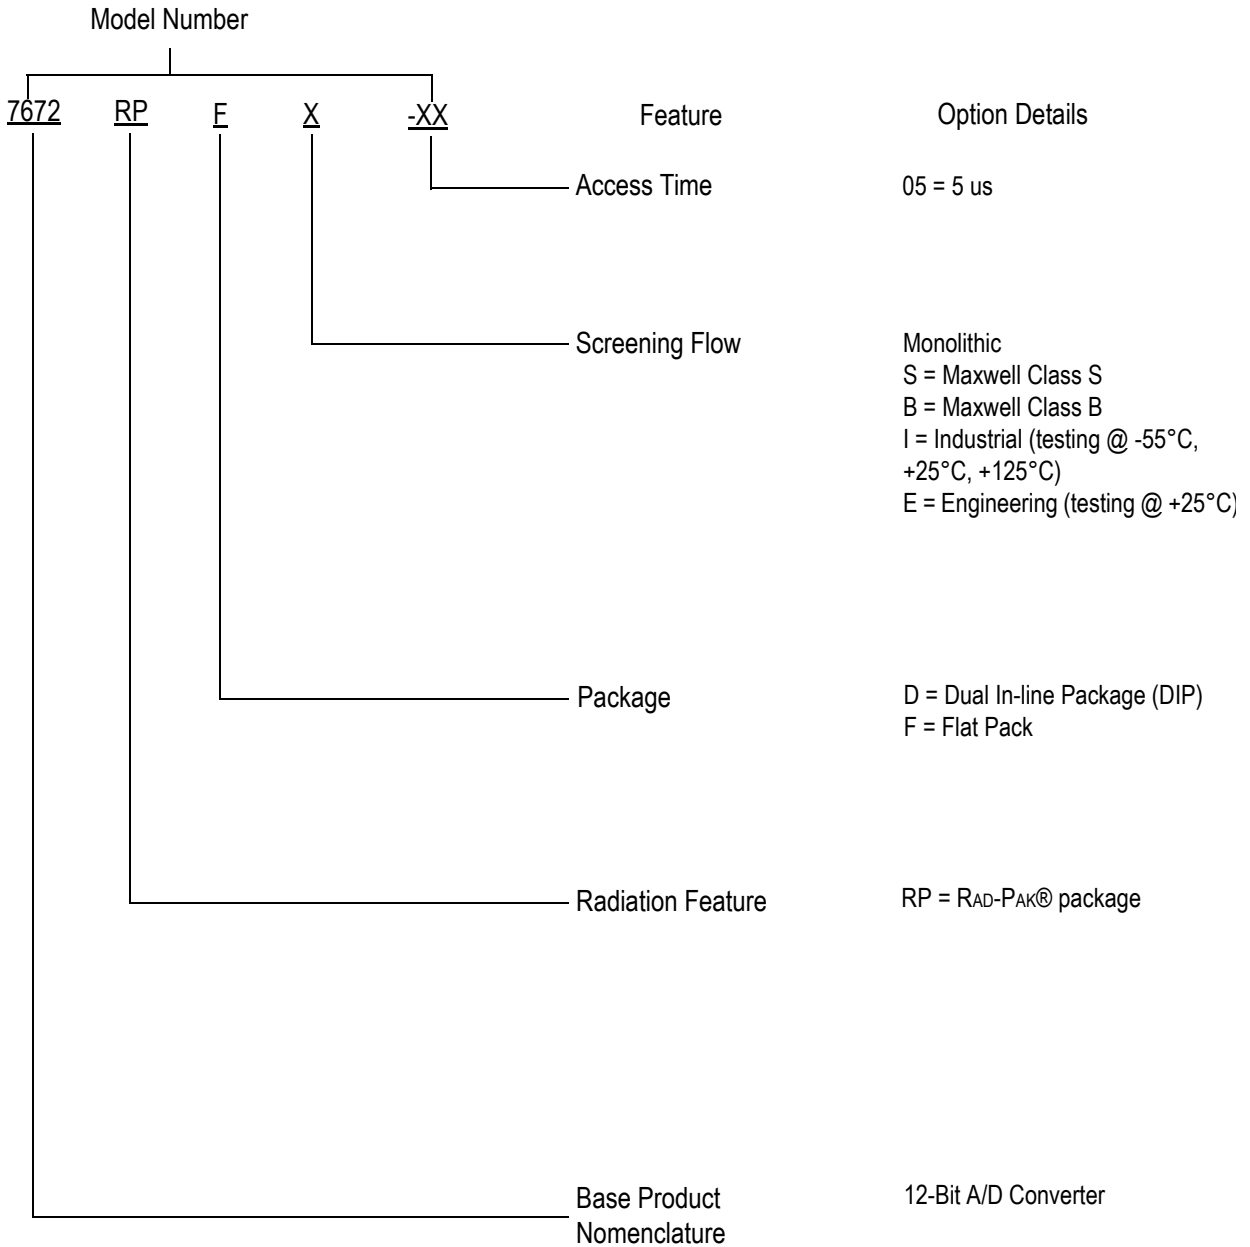 Model Number
7672 RP F X -XX Feature Option Details
Access Time 05 = 5 us
Screening Flow Monolithic
S = Maxwell Class S
B = Maxwell Class B
I = Industrial (testing @ -55°C,
+25°C, +125°C)
E = Engineering (testing @ +25°C)
Package D = Dual In-line Package (DIP)
F = Flat Pack
Radiation Feature RP = RAD-PAK® package
Base Product 12-Bit A/D Converter
Nomenclature